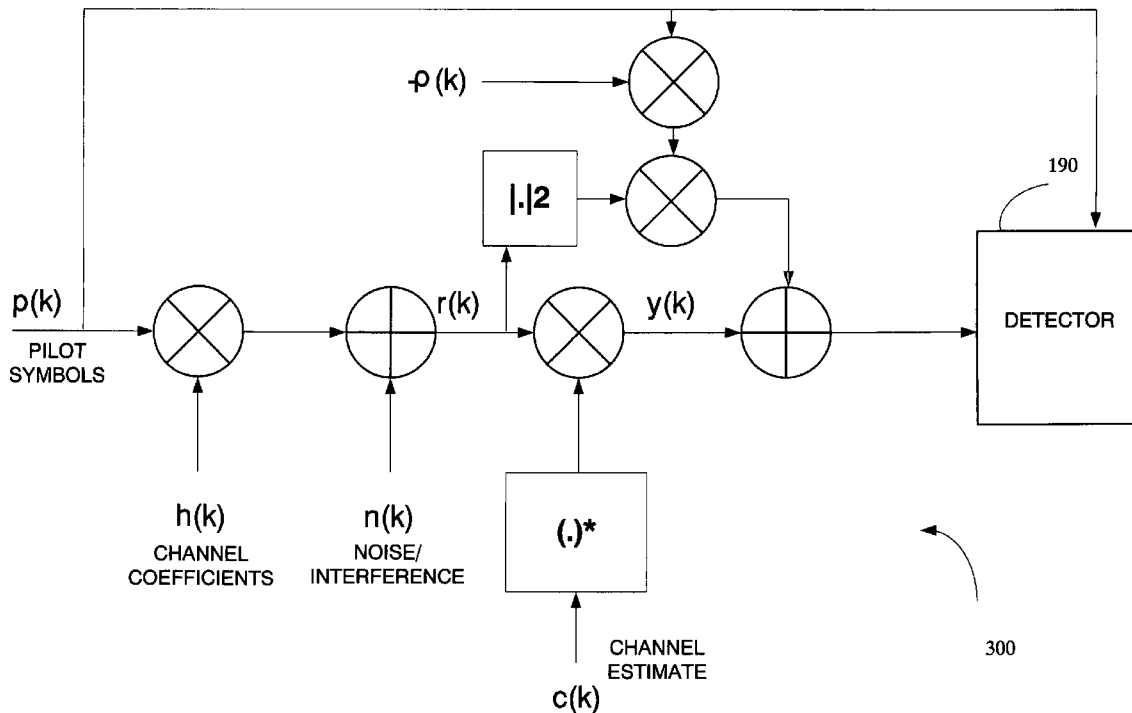 -ρ(k)
190
|.|2
p(k)
r(k)
y(k)
DETECTOR
PILOT
SYMBOLS
h(k)
n(k)
(.)*
CHANNEL
COEFFICIENTS
NOISE/
INTERFERENCE
CHANNEL
ESTIMATE
300
c(k)